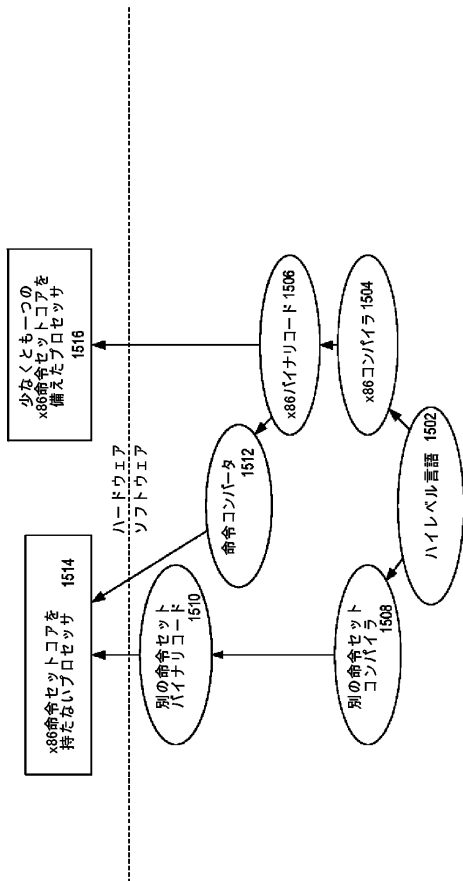 x86命令セットコアを
持たないプロセッサ 1514
少なくとも一つの
x86命令セットコアを
備えたプロセッサ
1516
ハードウェア
ソフトウェア
別の命令セット
バイナリコード
1510
命令コンバータ
1512
x86バイナリコード 1506
別の命令セット
コンパイラ
1508
x86コンパイラ 1504
ハイレベル言語 1502